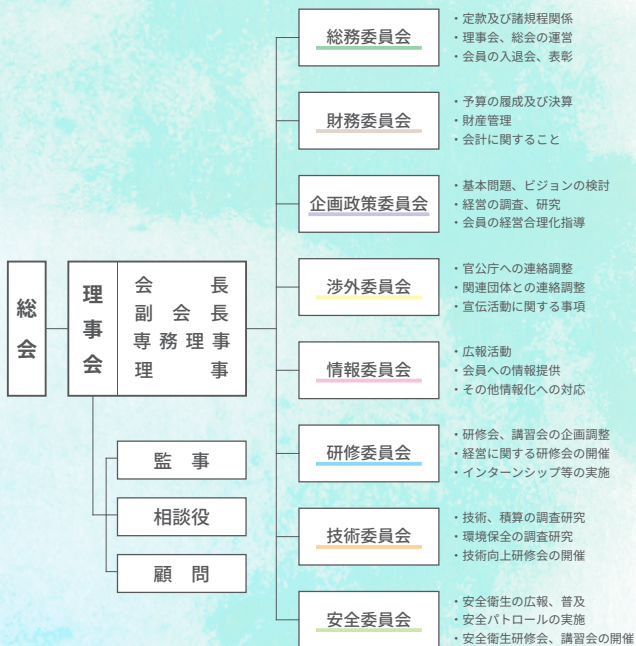 総会
理事会
会長
副会長
専務理事
理事
監事
相談役
顧問
総務委員会
・定款及び諸規程関係
・理事会、総会の運営
・会員の入退会、表彰
財務委員会
・予算の履成及び決算
・財産管理
・会計に関すること
企画政策委員会
・基本問題、ビジョンの検討
・経営の調査、研究
・会員の経営合理化指導
渉外委員会
・官公庁への連絡調整
・関連団体との連絡調整
・宣伝活動に関する事項
情報委員会
・広報活動
・会員への情報提供
・その他情報化への対応
研修委員会
・研修会、講習会の企画調整
・経営に関する研修会の開催
・インターンシップ等の実施
技術委員会
・技術、積算の調査研究
・環境保全の調査研究
・技術向上研修会の開催
安全委員会
・安全衛生の広報、普及
・安全パトロールの実施
・安全衛生研修会、講習会の開催